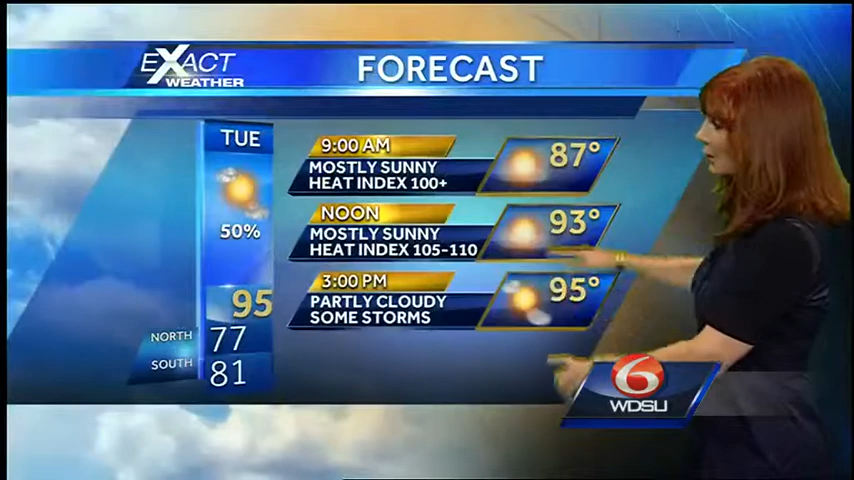 EXACT
WEATHER
FORECAST
TUE
50%
95
NORTH 77
SOUTH 81
9:00 AM
MOSTLY SUNNY
HEAT INDEX 100+
87°
NOON
MOSTLY SUNNY
HEAT INDEX 105-110
93°
3:00 PM
PARTLY CLOUDY
SOME STORMS
95°
6
WDSU